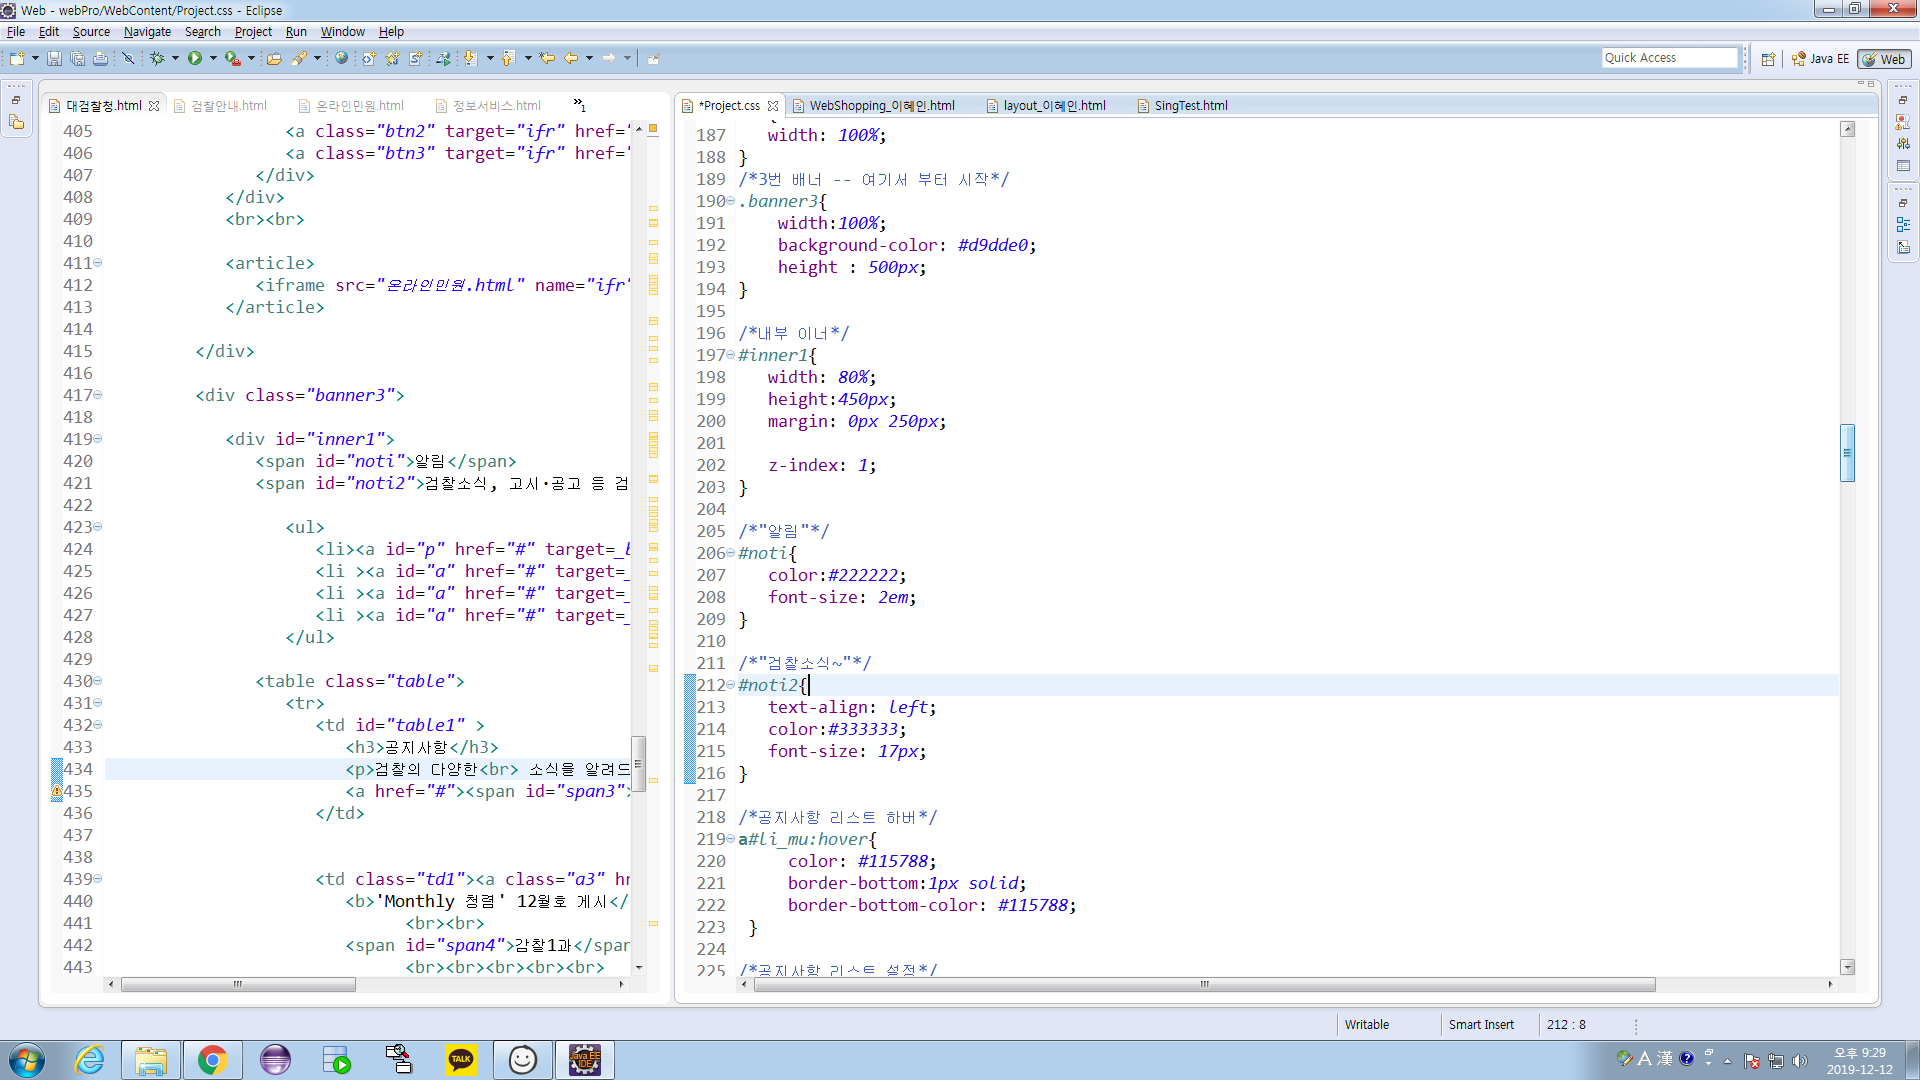 Web - webPro/WebContent/Project.css - Eclipse
File Edit Source Navigate Search Project Run Window Help
Quick Access
Java EE
Web
대검찰청.html
검찰안내.html
온라인민원.html
정보서비스.html
»1
405 <a class="btn2" target="ifr" href="
406 <a class="btn3" target="ifr" href="
407 </div>
408 </div>
409 <br><br>
410
411 <article>
412 <iframe src="온라인민원.html" name="ifr"
413 </article>
414
415 </div>
416
417 <div class="banner3">
418
419 <div id="inner1">
420 <span id="noti">알림</span>
421 <span id="noti2">검찰소식, 고시·공고 등 검
422
423 <ul>
424 <li><a id="p" href="#" target=_b
425 <li ><a id="a" href="#" target=_
426 <li ><a id="a" href="#" target=_
427 <li ><a id="a" href="#" target=_
428 </ul>
429
430 <table class="table">
431 <tr>
432 <td id="table1" >
433 <h3>공지사항</h3>
434 <p>검찰의 다양한<br> 소식을 알려드
435 <a href="#"><span id="span3">
436 </td>
437
438
439 <td class="td1"><a class="a3" hr
440 <b>'Monthly 청렴' 12월호 게시</
441 <br><br>
442 <span id="span4">감찰1과</span
443 <br><br><br><br><br>
*Project.css
WebShopping_이혜인.html
layout_이혜인.html
SingTest.html
187 width: 100%;
188 }
189 /*3번 배너 -- 여기서 부터 시작*/
190 .banner3{
191 width:100%;
192 background-color: #d9dde0;
193 height : 500px;
194 }
195
196 /*내부 이너*/
197 #inner1{
198 width: 80%;
199 height:450px;
200 margin: 0px 250px;
201
202 z-index: 1;
203 }
204
205 /*"알림"*/
206 #noti{
207 color:#222222;
208 font-size: 2em;
209 }
210
211 /*"검찰소식~"*/
212 #noti2{
213 text-align: left;
214 color:#333333;
215 font-size: 17px;
216 }
217
218 /*공지사항 리스트 하버*/
219 a#li_mu:hover{
220 color: #115788;
221 border-bottom:1px solid;
222 border-bottom-color: #115788;
223 }
224
225 /*공지사항 리스트 설정*/
Writable
Smart Insert
212 : 8
TALK
Java EE
IDE
A 漢
오후 9:29
2019-12-12